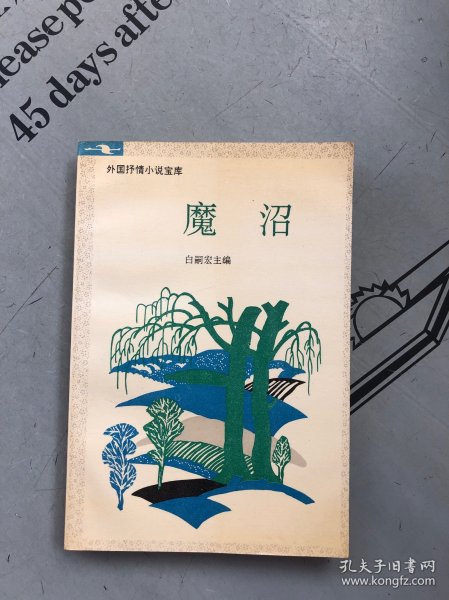 ease pe
45 days afte
外国抒情小说宝库
魔沼
白嗣宏主编
孔夫子旧书网
www.kongfz.com